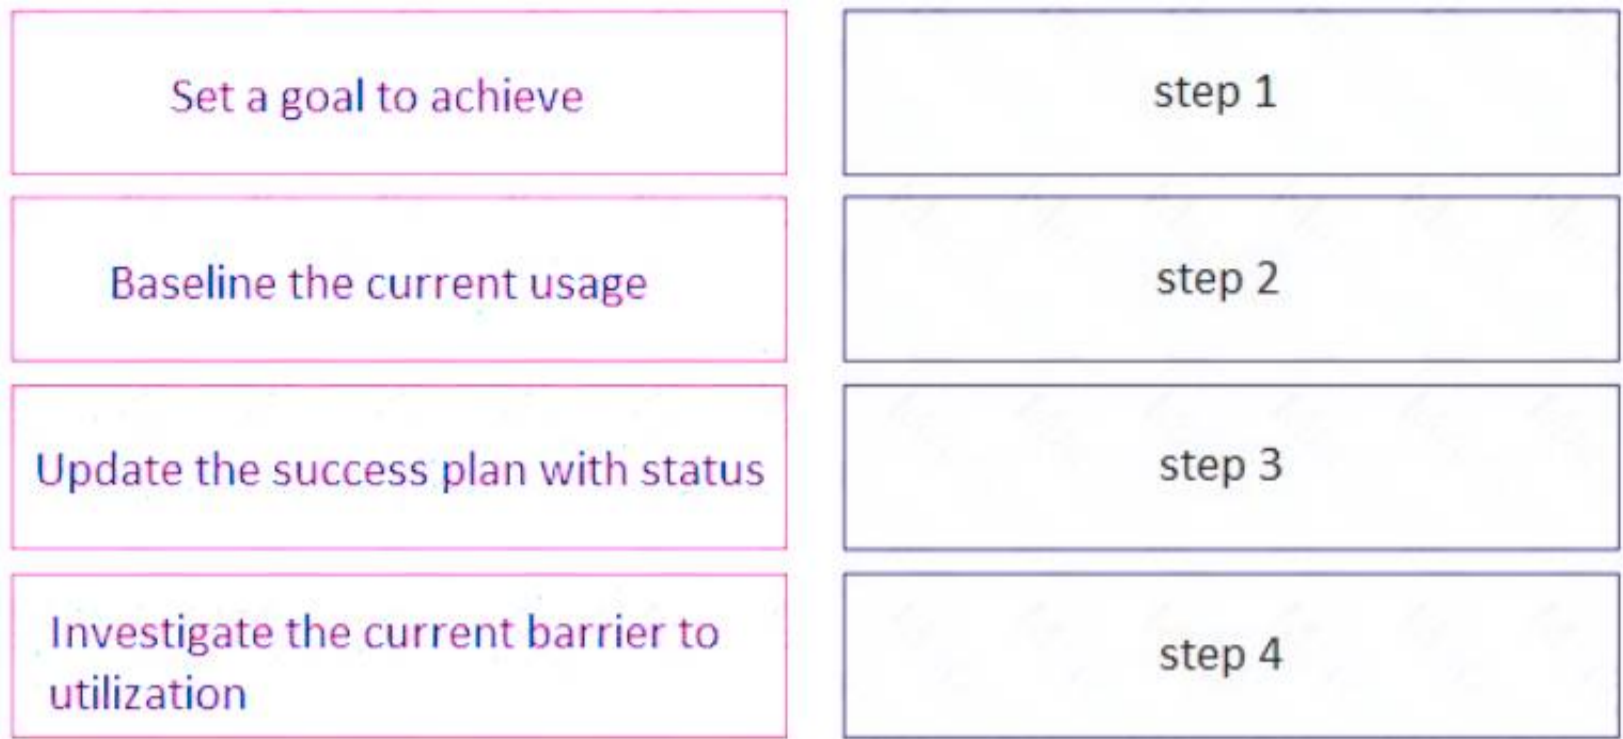 Set a goal to achieve
step 1
Baseline the current usage
step 2
Update the success plan with status
step 3
Investigate the current barrier to
utilization
step 4